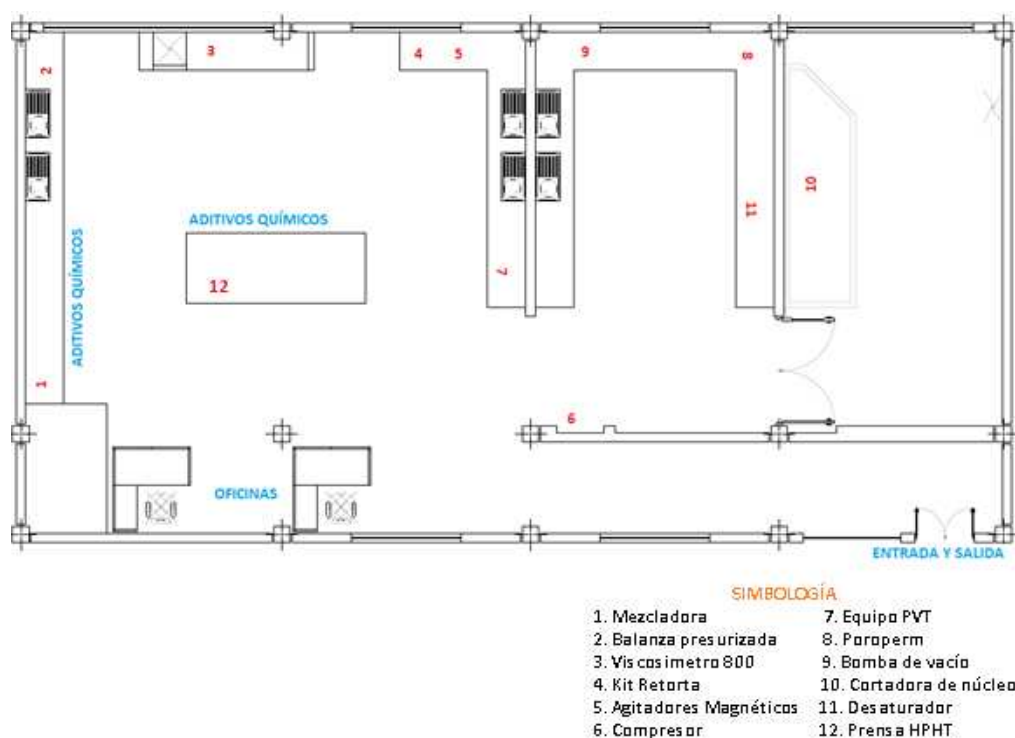 2
3
4 5
9
8
ADITIVOS QUÍMICOS
ADITIVOS QUÍMICOS
12
10
11
7
1
6
OFICINAS
ENTRADA Y SALIDA
SIMBOLOGÍA
1. Mezcladora
2. Balanza presurizada
3. Viscosimetro 800
4. Kit Retorta
5. Agitadores Magnéticos
6. Compresor
7. Equipo PVT
8. Poroperm
9. Bomba de vacío
10. Cortadora de núcleo
11. Desaturador
12. Prensa HPHT